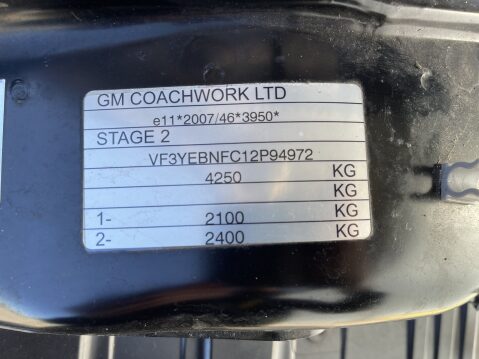 GM COACHWORK LTD
e11*2007/46*3950*
STAGE 2
VF3YEBNFC12P94972
4250 KG
KG
1- 2100 KG
2- 2400 KG